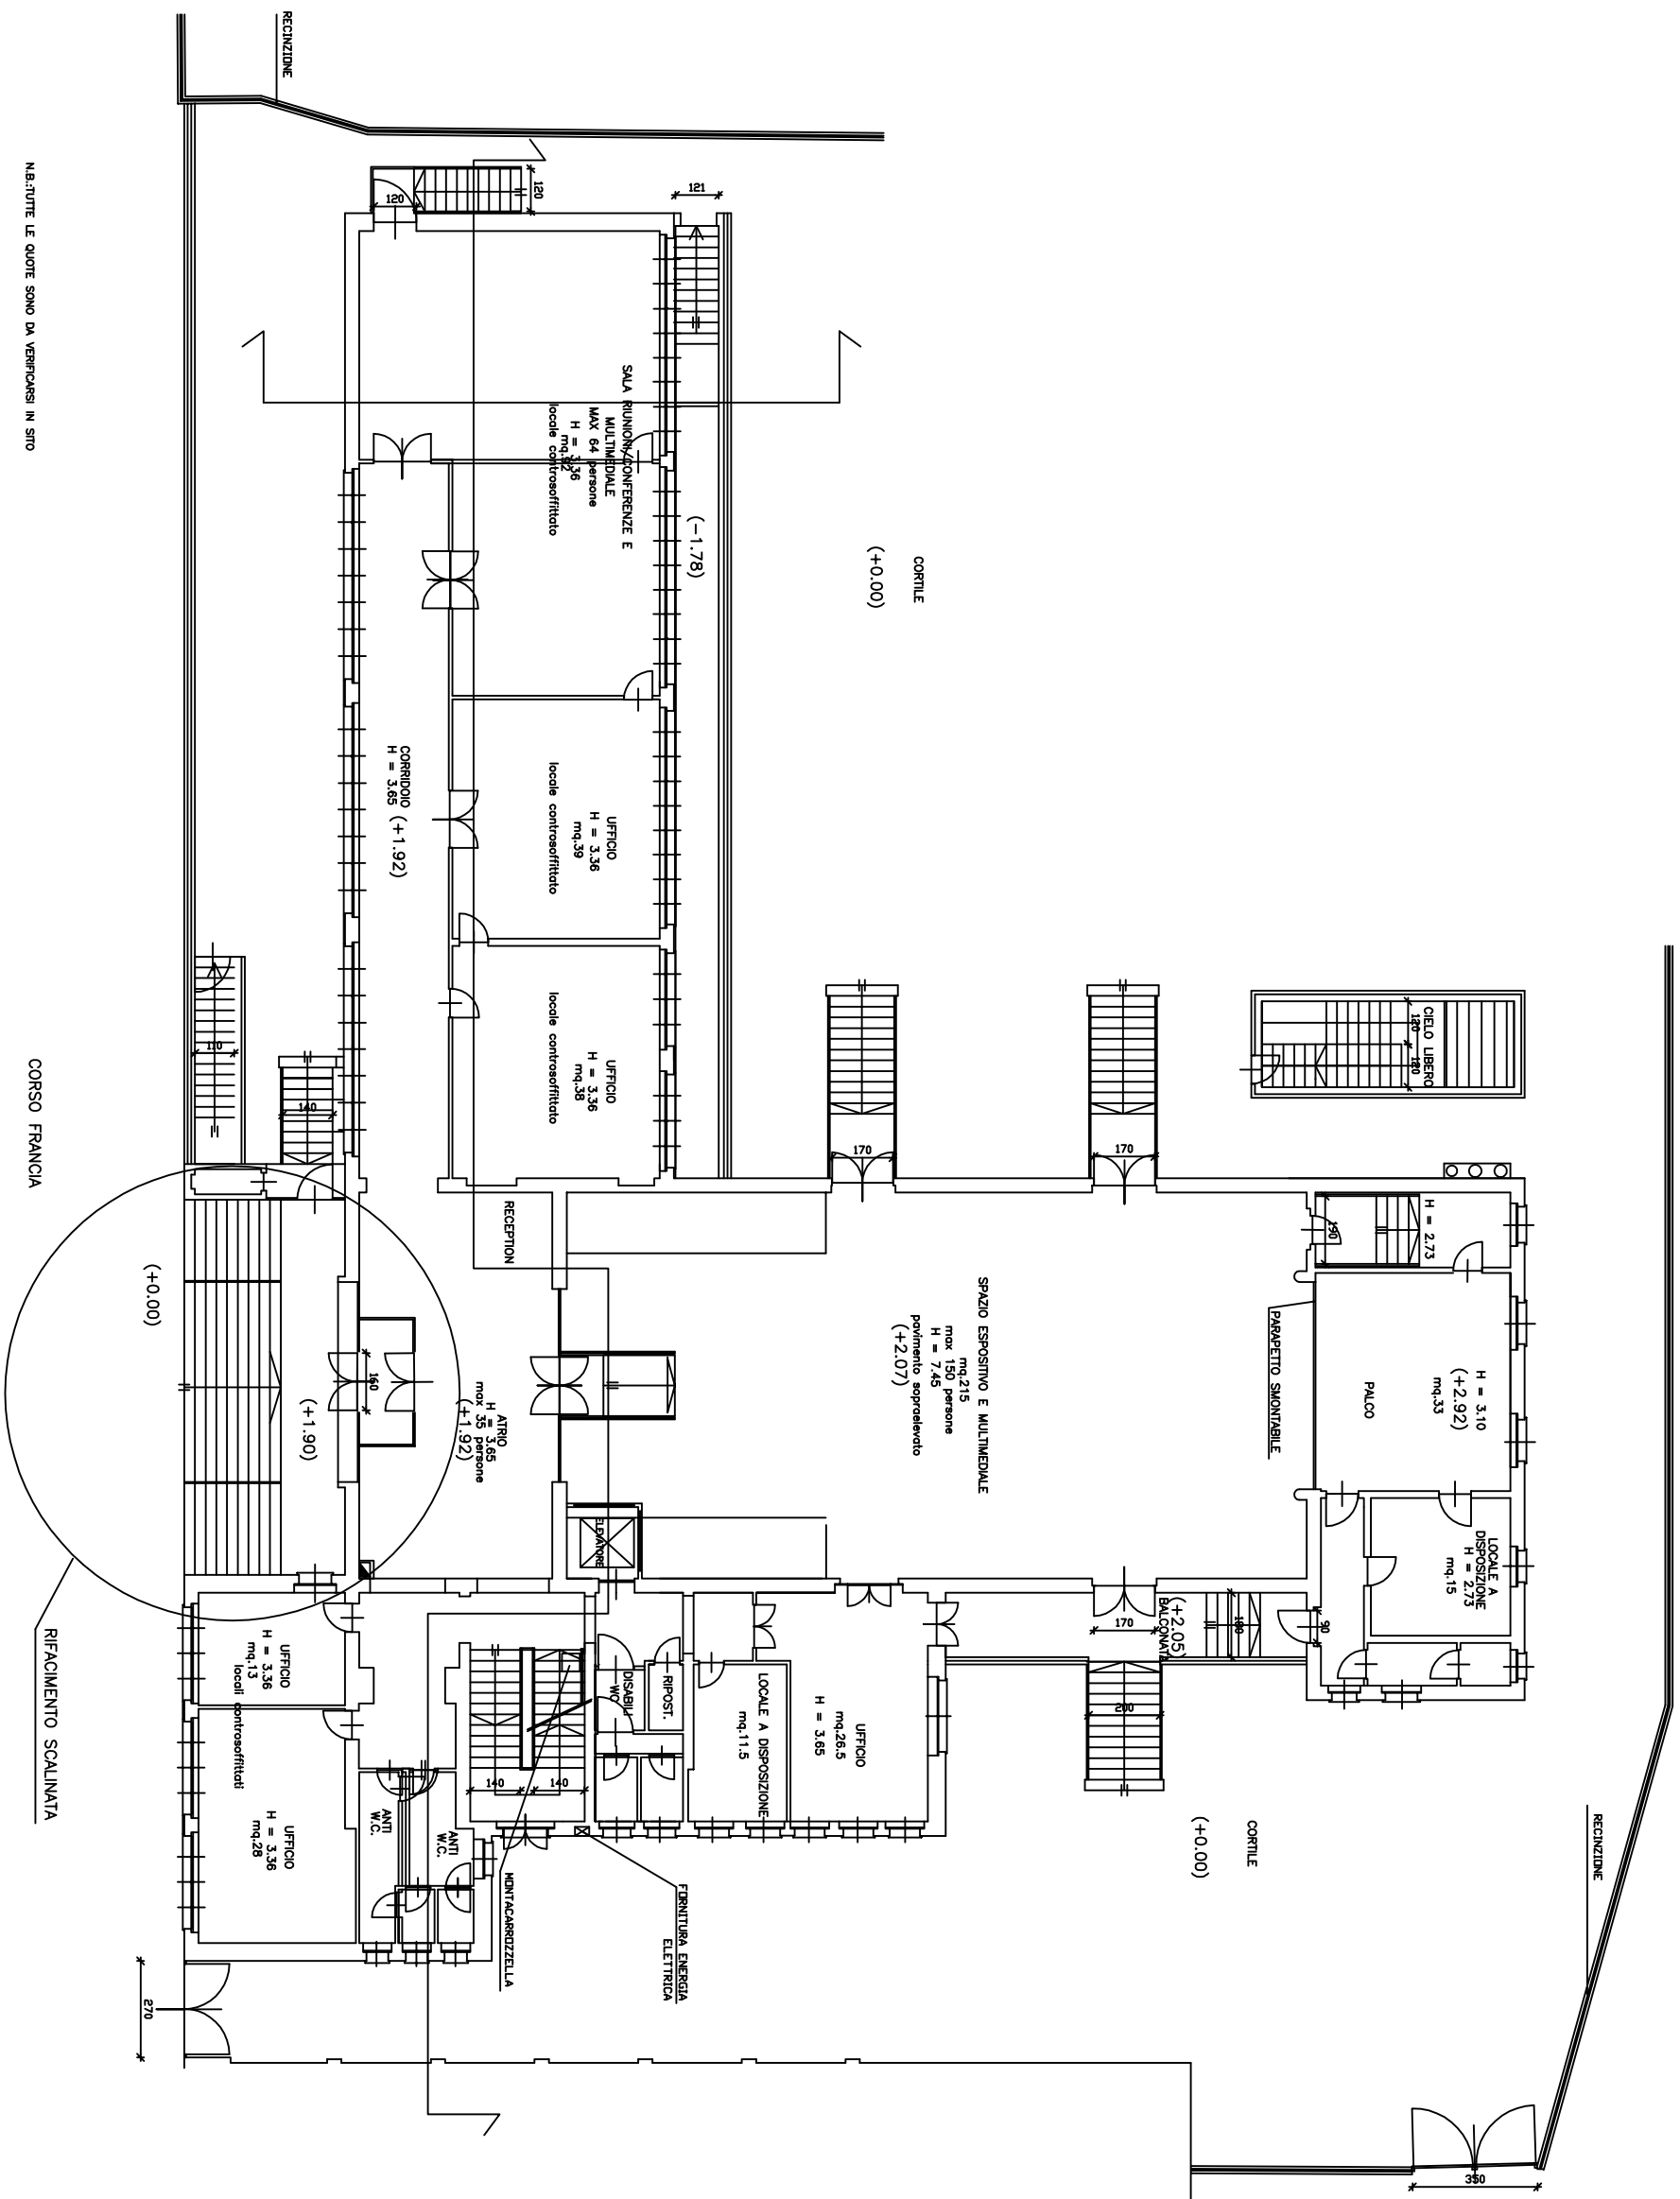 RECINZIONE
N.B.:TUTTE LE QUOTE SONO DA VERIFICARSI IN SITO
120
120
121
SALA RIUNIONI/CONFERENZE E
MULTIMEDIALE
MAX 64 persone
H = 3.36
mq.92
locale controsoffittato
(-1.78)
CORTILE
(+0.00)
CORRIDOIO
H = 3.65 (+1.92)
UFFICIO
H = 3.36
mq.39
locale controsoffittato
UFFICIO
H = 3.36
mq.38
locale controsoffittato
110
140
CORSO FRANCIA
170
170
CIELO LIBERO
120
120
RECEPTION
H = 2.73
190
SPAZIO ESPOSITIVO E MULTIMEDIALE
mq.215
max 150 persone
H = 7.45
pavimento sopraelevato
(+2.07)
PARAPETTO SMONTABILE
PALCO
H = 3.10
(+2.92)
mq.33
(+0.00)
(+1.90)
160
ATRIO
H = 3.65
max 35 persone
(+1.92)
ELEVATORE
LOCALE A
DISPOSIZIONE
H = 2.73
mq.15
90
180
170
(+2.05)
BALCONATA
200
RIFACIMENTO SCALINATA
UFFICIO
H = 3.36
mq.13
locali controsoffittati
UFFICIO
H = 3.36
mq.28
ANTI
W.C.
ANTI
W.C.
140
140
DISABILI
WC
RIPOST.
LOCALE A DISPOSIZIONE
mq.11.5
UFFICIO
mq.26.5
H = 3.65
MONTACARROZZELLA
FORNITURA ENERGIA
ELETTRICA
CORTILE
(+0.00)
RECINZIONE
270
350